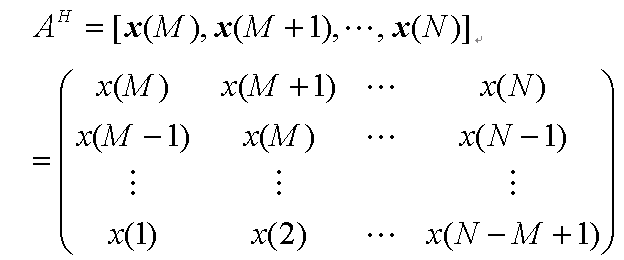 A^H = [x(M), x(M+1), ⋯, x(N)]↵
x(M) x(M+1) ⋯ x(N)
x(M−1) x(M) ⋯ x(N−1)
= ⋮ ⋮ ⋮
x(1) x(2) ⋯ x(N−M+1)